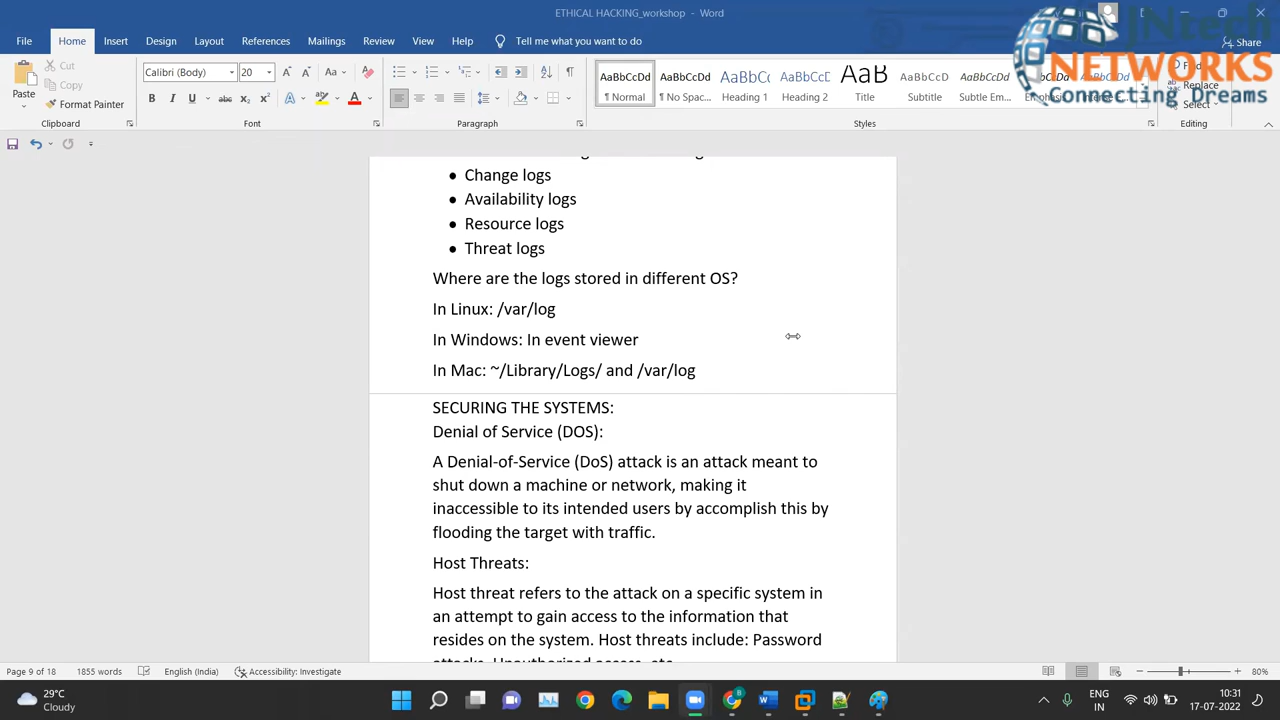 ETHICAL HACKING_workshop - Word
JNtech
NETWORKS
Connecting Dreams
File Home Insert Design Layout References Mailings Review View Help Tell me what you want to do Share
Paste
Cut
Copy
Format Painter
Clipboard
Calibri (Body) 20
Font
Paragraph
AaBbCcDd AaBbCcDd AaBbCc AaBbCcD AaB AaBbCcD AaBbCcDd
¶ Normal ¶ No Spac... Heading 1 Heading 2 Title Subtitle Subtle Em...
Styles
Replace
Select
Editing
• Change logs
• Availability logs
• Resource logs
• Threat logs
Where are the logs stored in different OS?
In Linux: /var/log
In Windows: In event viewer
In Mac: ~/Library/Logs/ and /var/log
SECURING THE SYSTEMS:
Denial of Service (DOS):
A Denial-of-Service (DoS) attack is an attack meant to
shut down a machine or network, making it
inaccessible to its intended users by accomplish this by
flooding the target with traffic.
Host Threats:
Host threat refers to the attack on a specific system in
an attempt to gain access to the information that
resides on the system. Host threats include: Password
attacks, Unauthorized access, etc.
Page 9 of 18 1855 words English (India) Accessibility: Investigate 80%
29°C
Cloudy
ENG
IN
10:31
17-07-2022